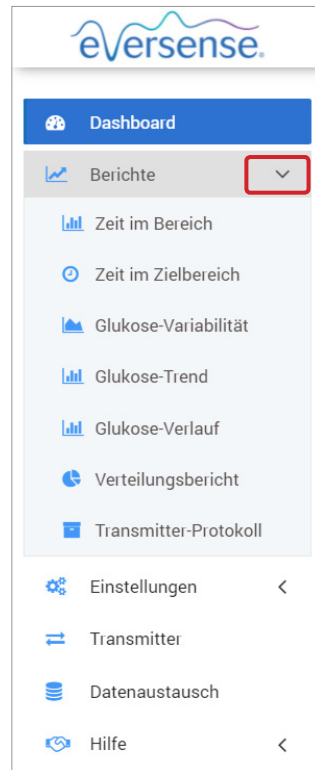 eversense.
Dashboard
Berichte
Zeit im Bereich
Zeit im Zielbereich
Glukose-Variabilität
Glukose-Trend
Glukose-Verlauf
Verteilungsbericht
Transmitter-Protokoll
Einstellungen
Transmitter
Datenaustausch
Hilfe